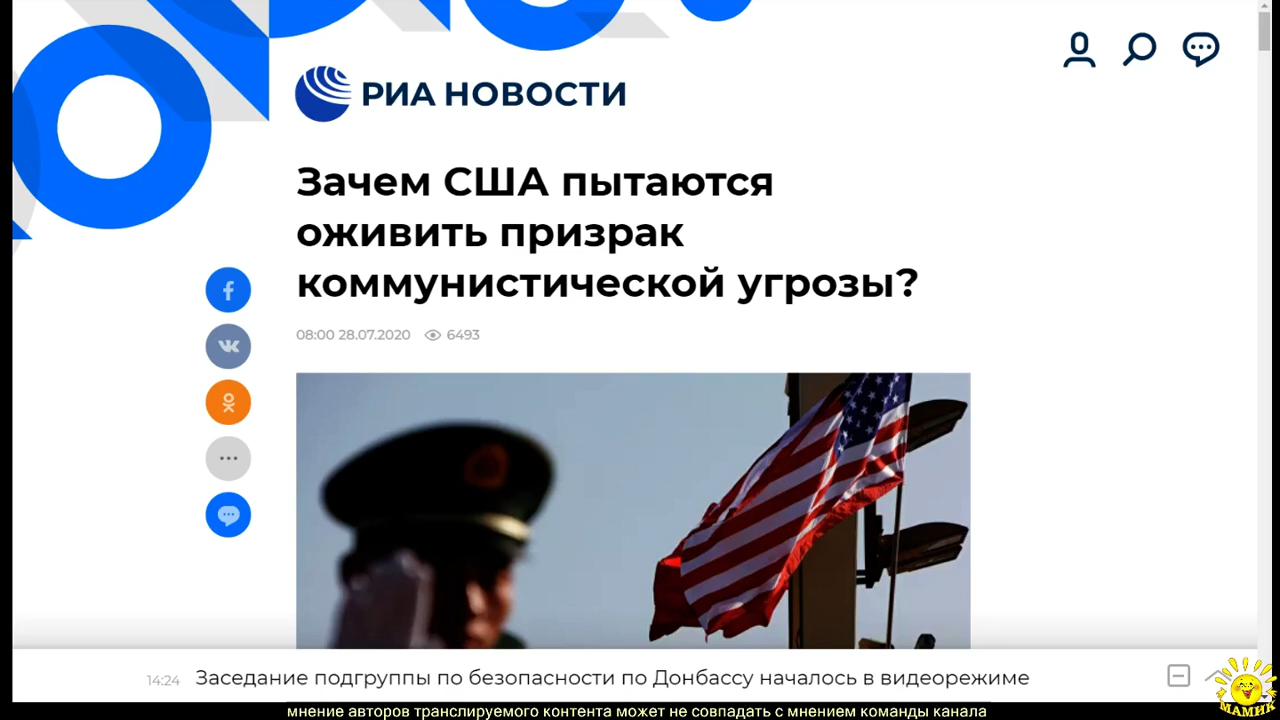 РИА НОВОСТИ
Зачем США пытаются
оживить призрак
коммунистической угрозы?
08:00 28.07.2020 6493
14:24 Заседание подгруппы по безопасности по Донбассу началось в видеорежиме
МАМИК
мнение авторов транслируемого контента может не совпадать с мнением команды канала